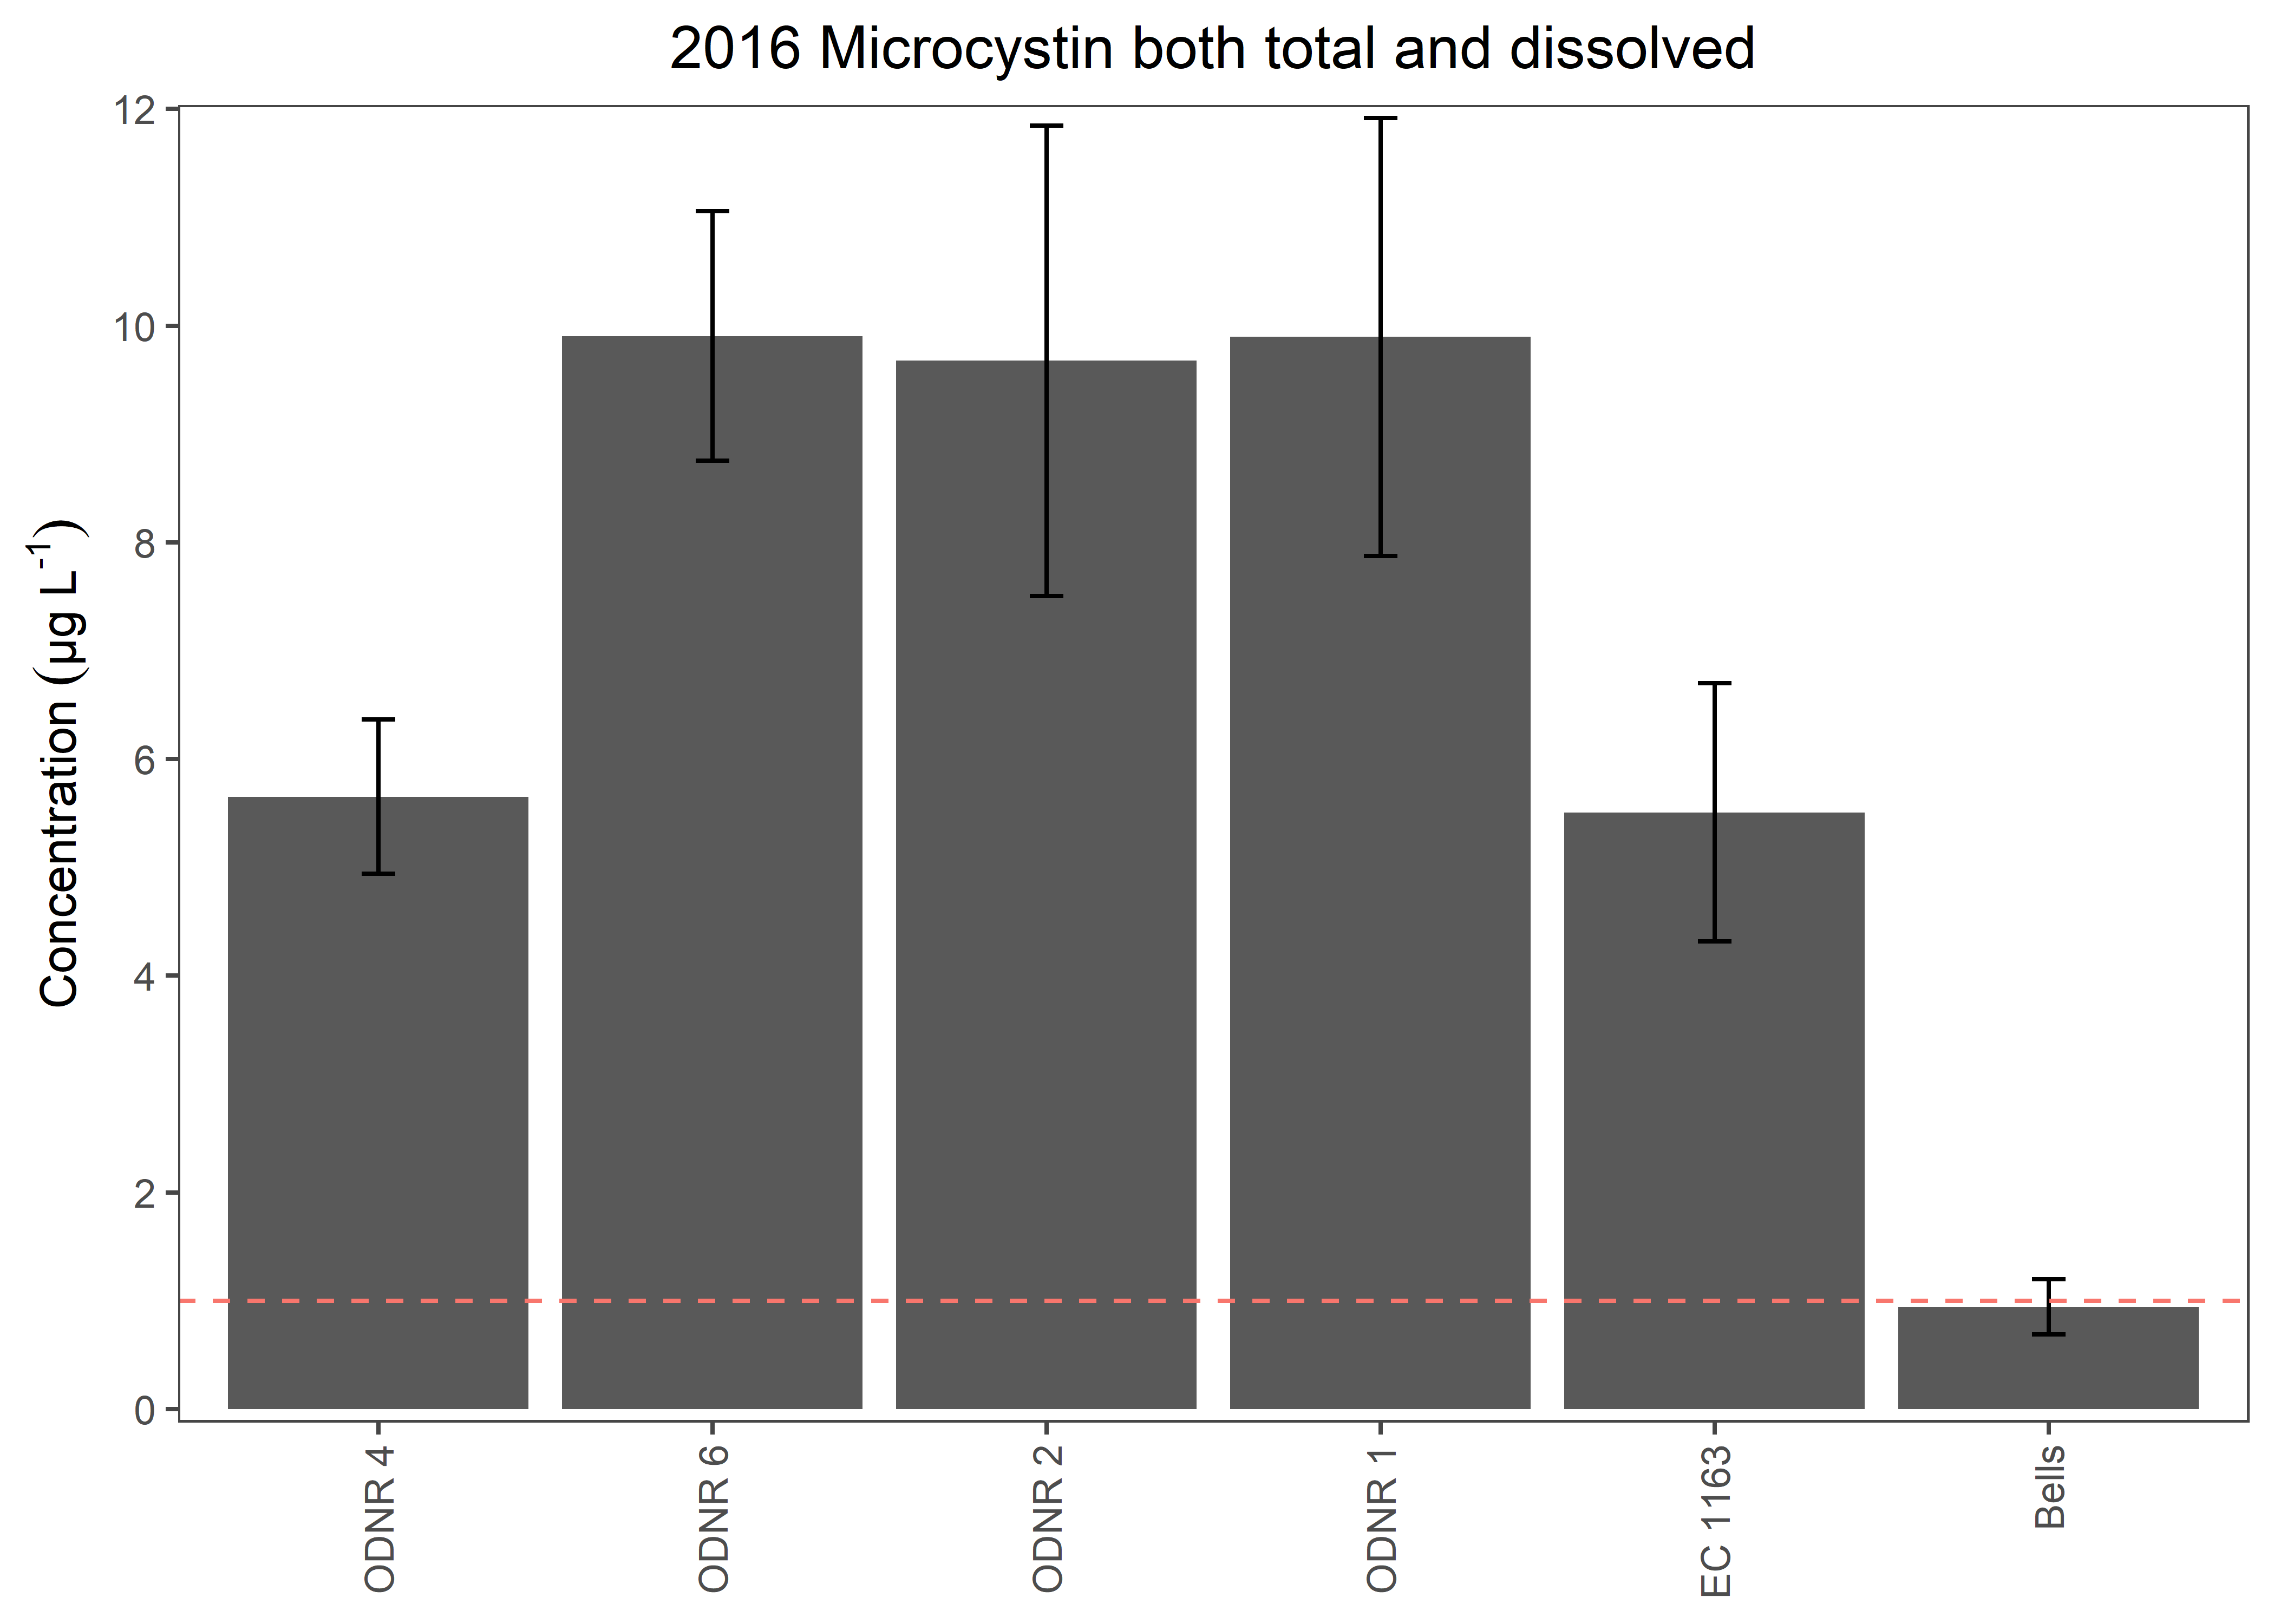 2016 Microcystin both total and dissolved
Concentration (µg L-1)
12
10
8
6
4
2
0
ODNR 4
ODNR 6
ODNR 2
ODNR 1
EC 1163
Bells